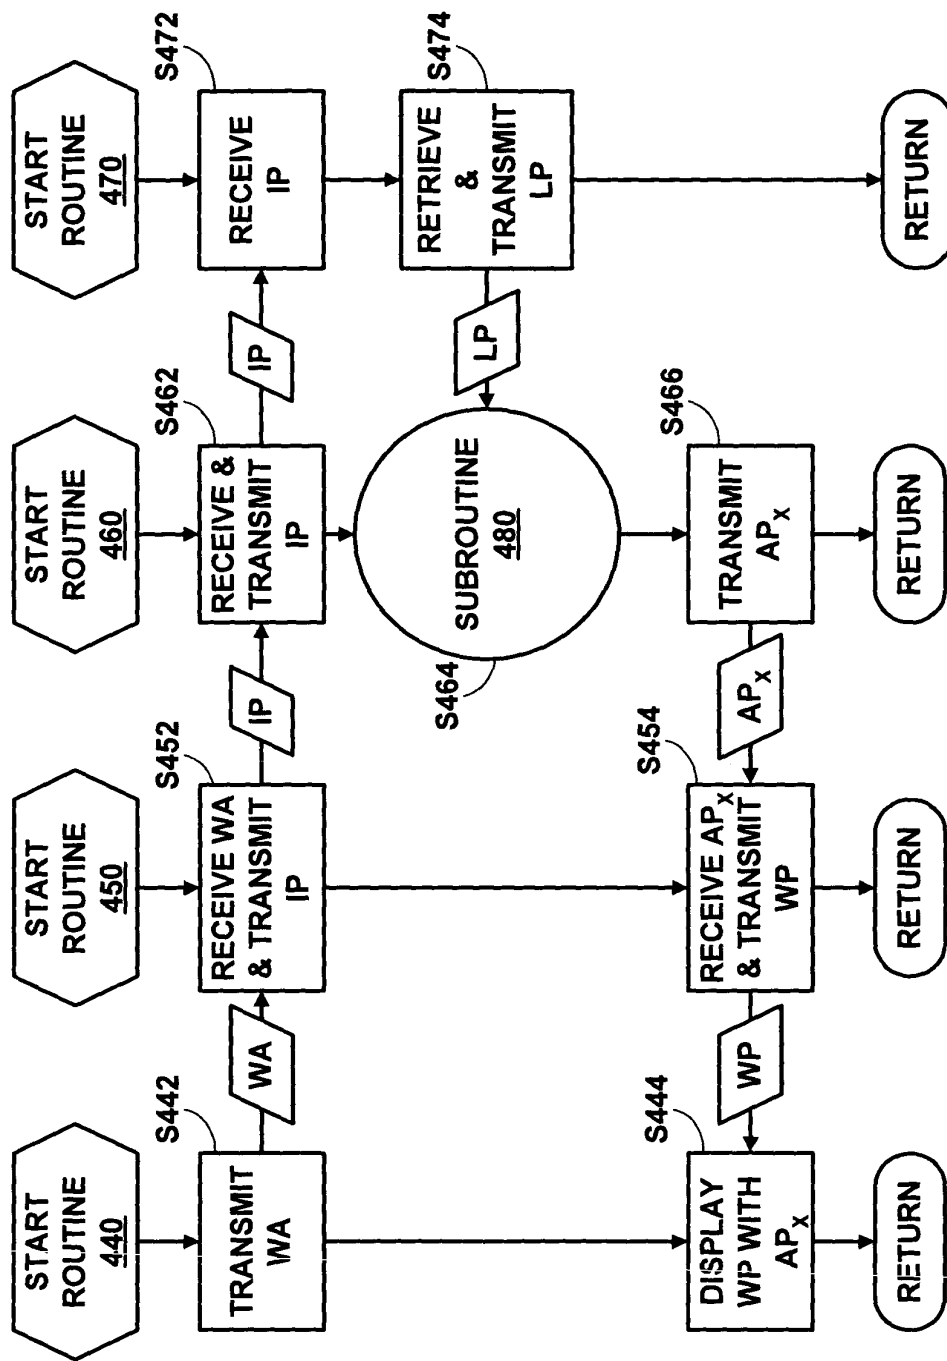 START
ROUTINE
440
S442
TRANSMIT
WA
WA
S444
DISPLAY
WP WITH
APX
WP
RETURN
START
ROUTINE
450
S452
RECEIVE WA
& TRANSMIT
IP
IP
S454
RECEIVE APX
& TRANSMIT
WP
APX
RETURN
START
ROUTINE
460
S462
RECEIVE &
TRANSMIT
IP
IP
S464
SUBROUTINE
480
S466
TRANSMIT
APX
RETURN
START
ROUTINE
470
S472
RECEIVE
IP
S474
RETRIEVE
&
TRANSMIT
LP
LP
RETURN